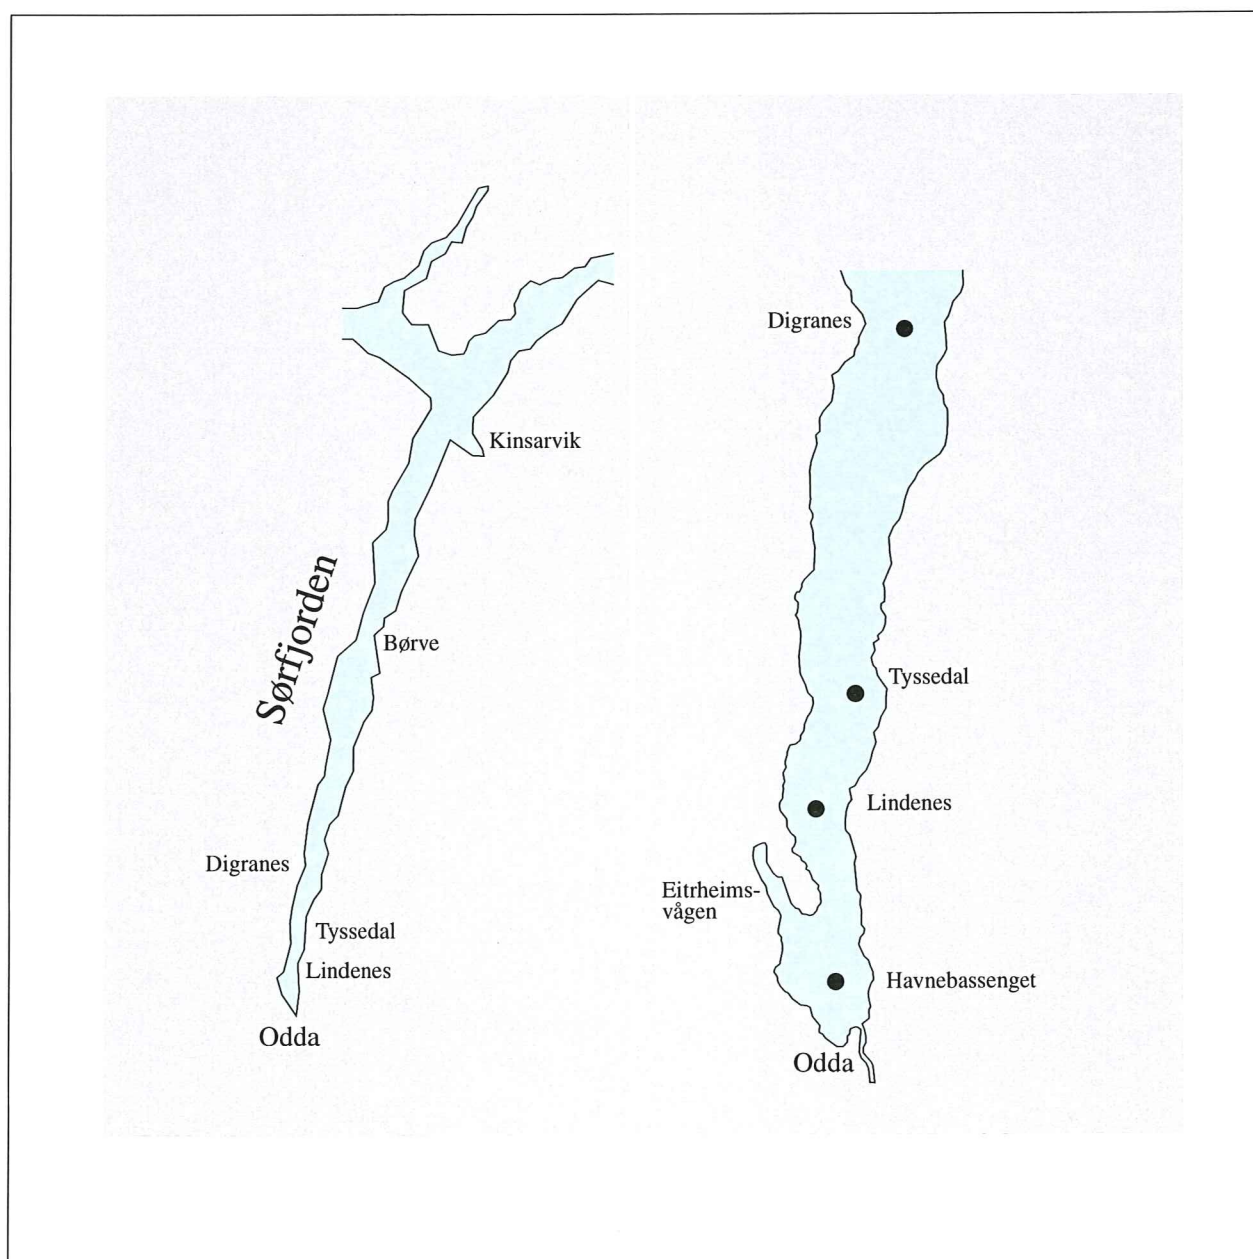 Kinsarvik
Sørfjorden
Børve
Digranes
Tyssedal
Lindenes
Odda
Digranes
Tyssedal
Lindenes
Eitrheims-
vågen
Havnebassenget
Odda